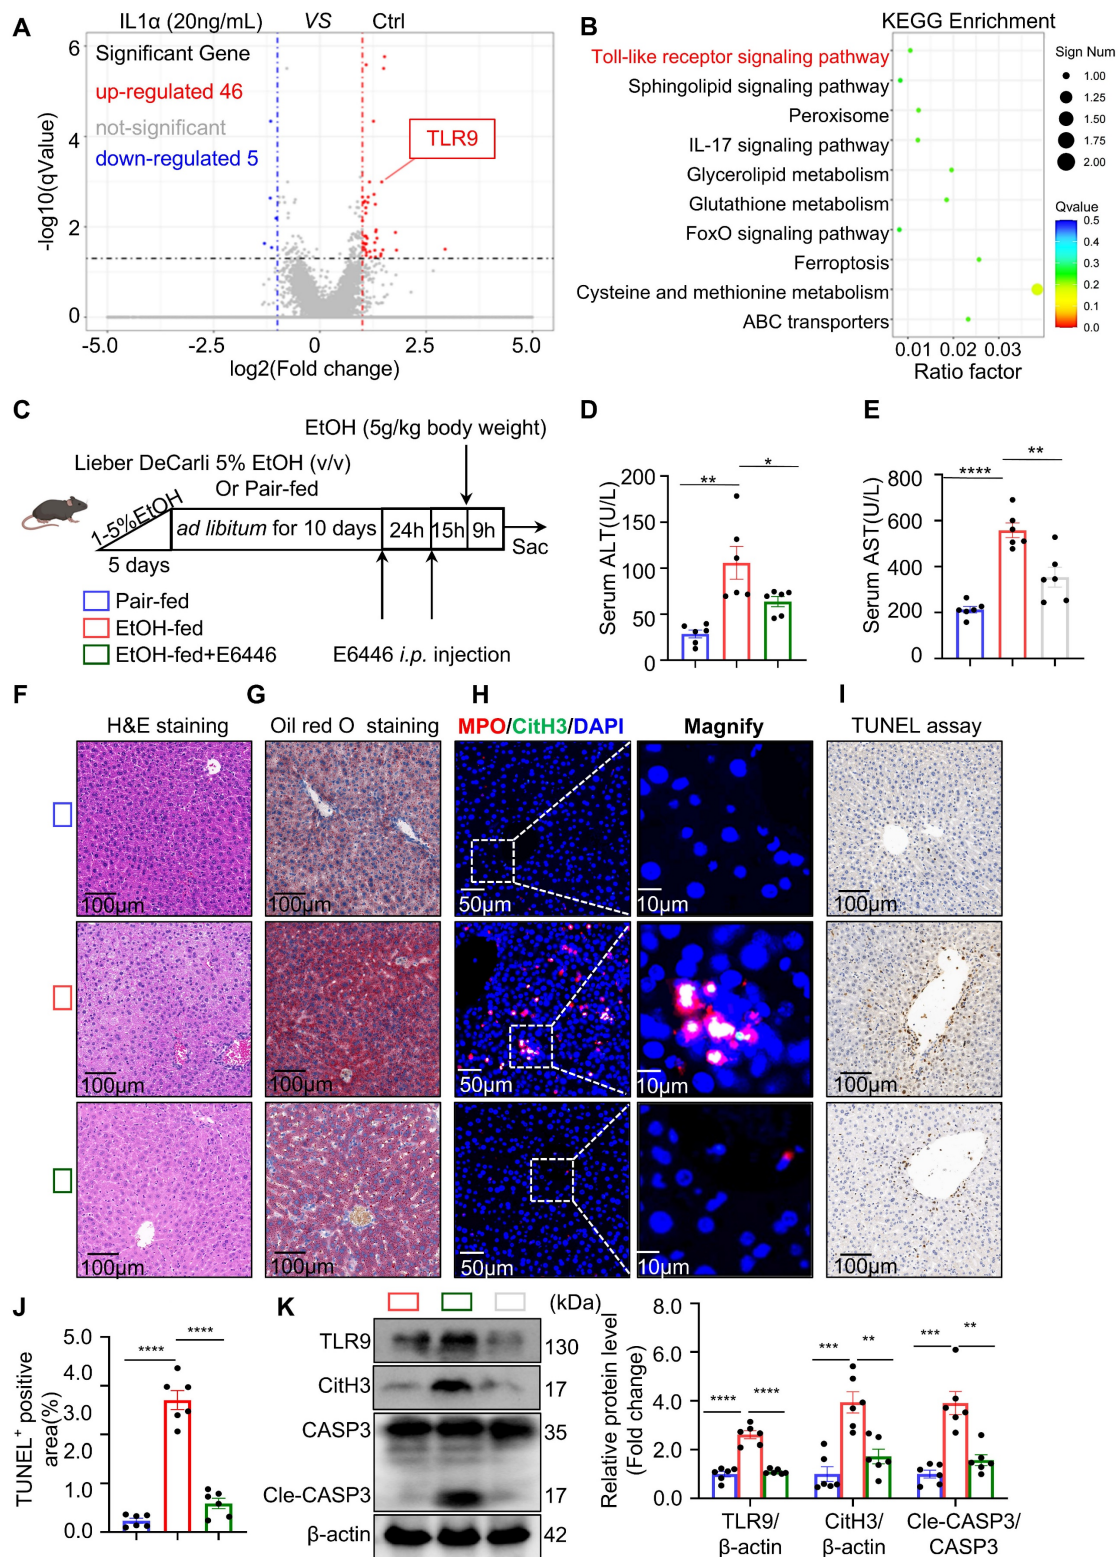 A
IL1α (20ng/mL) VS Ctrl
Significant Gene
up-regulated 46
not-significant
down-regulated 5
TLR9
-log10(qValue)
6
4
2
0
-5.0 -2.5 0 2.5 5.0
log2(Fold change)
B
KEGG Enrichment
Toll-like receptor signaling pathway
Sphingolipid signaling pathway
Peroxisome
IL-17 signaling pathway
Glycerolipid metabolism
Glutathione metabolism
FoxO signaling pathway
Ferroptosis
Cysteine and methionine metabolism
ABC transporters
0.01 0.02 0.03
Ratio factor
Sign Num
1.00
1.25
1.50
1.75
2.00
Qvalue
0.5
0.4
0.3
0.2
0.1
0.0
C
EtOH (5g/kg body weight)
Lieber DeCarli 5% EtOH (v/v)
Or Pair-fed
1-5%EtOH
ad libitum for 10 days 24h 15h 9h
Sac
5 days
Pair-fed
EtOH-fed
EtOH-fed+E6446
E6446 i.p. injection
D
Serum ALT(U/L)
200
150
100
50
0
** *
E
Serum AST(U/L)
800
600
400
200
0
**** **
F
H&E staining
100μm
100μm
100μm
G
Oil red O staining
100μm
100μm
100μm
H
MPO/CitH3/DAPI
Magnify
50μm 10μm
50μm 10μm
50μm 10μm
I
TUNEL assay
100μm
100μm
100μm
J
TUNEL+ positive
area(%)
5.0
4.0
3.0
2.0
1.0
0.0
**** ****
K
(kDa)
TLR9 130
CitH3 17
CASP3 35
Cle-CASP3 17
β-actin 42
Relative protein level
(Fold change)
8.0
6.0
4.0
2.0
0.0
**** **** *** ** *** **
TLR9/ CitH3/ Cle-CASP3/
β-actin β-actin CASP3